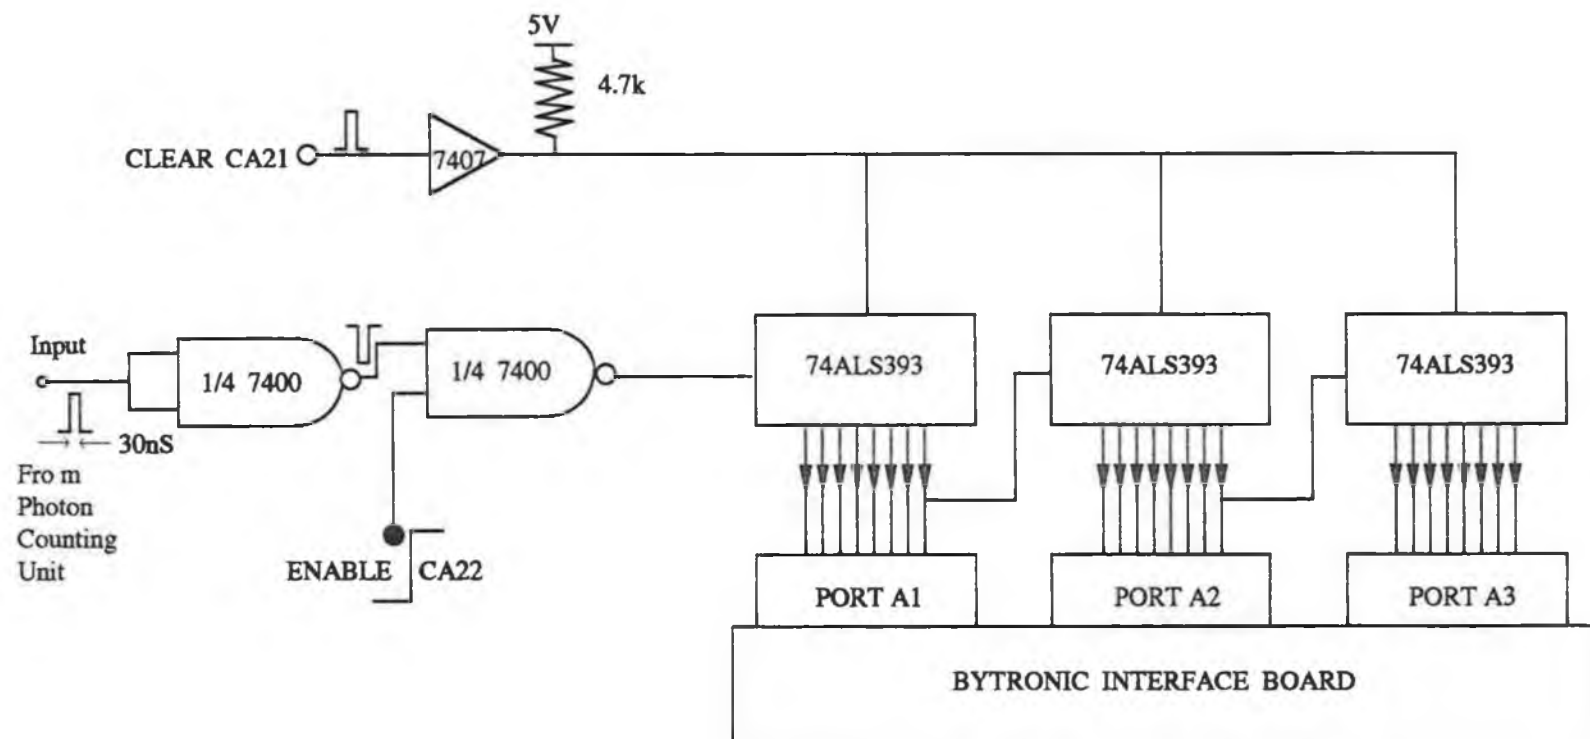 5V
4.7k
CLEAR CA21
7407
Input
1/4 7400
1/4 7400
74ALS393
74ALS393
74ALS393
30nS
Fro m
Photon
Counting
Unit
ENABLE CA22
PORT A1
PORT A2
PORT A3
BYTRONIC INTERFACE BOARD